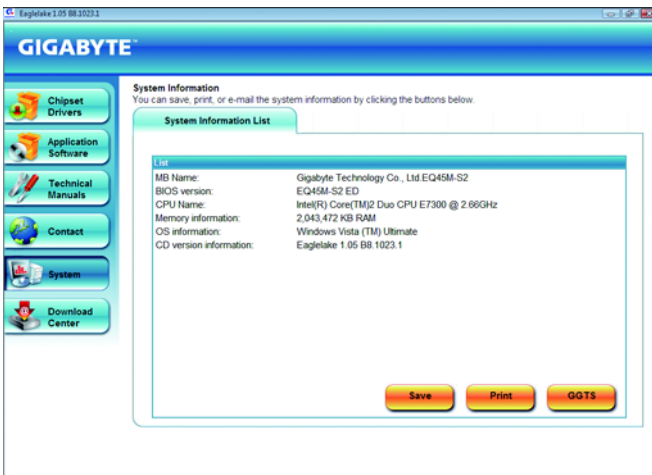 Eaglelake 1.05 B8.1023.1
GIGABYTE™
Chipset
Drivers
Application
Software
Technical
Manuals
Contact
System
Download
Center
System Information
You can save, print, or e-mail the system information by clicking the buttons below.
System Information List
List
MB Name: Gigabyte Technology Co., Ltd.EQ45M-S2
BIOS version: EQ45M-S2 ED
CPU Name: Intel(R) Core(TM)2 Duo CPU E7300 @ 2.66GHz
Memory information: 2,043,472 KB RAM
OS information: Windows Vista (TM) Ultimate
CD version information: Eaglelake 1.05 B8.1023.1
Save Print GGTS